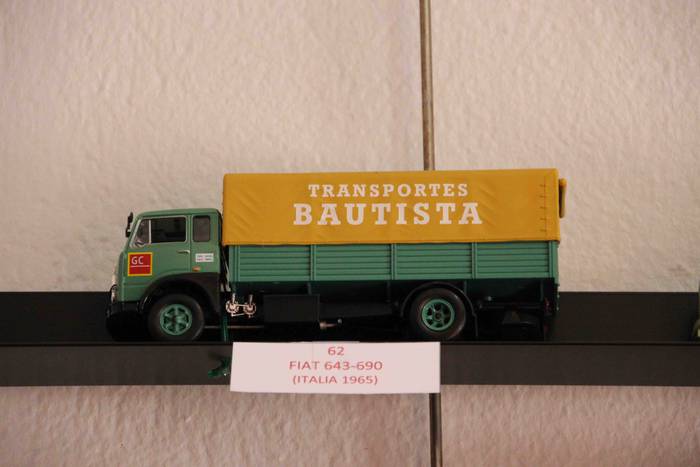 TRANSPORTES
BAUTISTA
GC
62
FIAT 643-690
(ITALIA 1965)